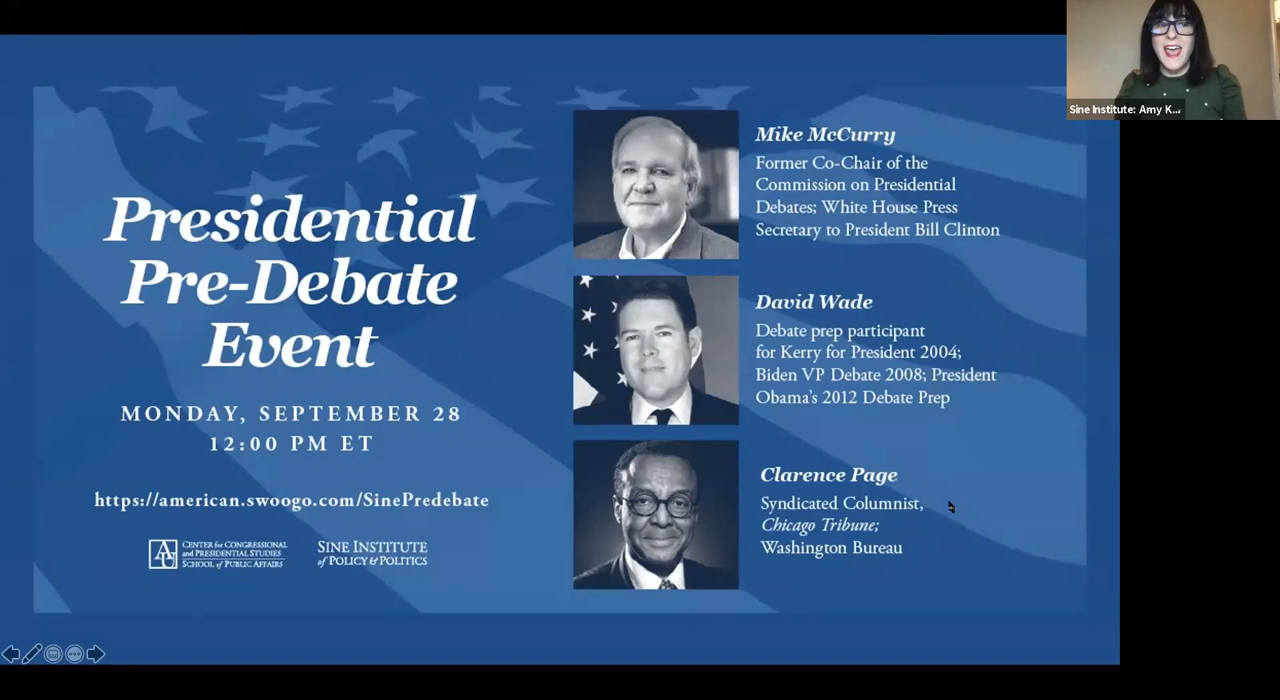 Presidential
Pre-Debate
Event
MONDAY, SEPTEMBER 28
12:00 PM ET
https://american.swoogo.com/SinePredebate
AU
CENTER for CONGRESSIONAL
and PRESIDENTIAL STUDIES
SCHOOL of PUBLIC AFFAIRS
SINE INSTITUTE
of POLICY & POLITICS
Mike McCurry
Former Co-Chair of the
Commission on Presidential
Debates; White House Press
Secretary to President Bill Clinton
David Wade
Debate prep participant
for Kerry for President 2004;
Biden VP Debate 2008; President
Obama's 2012 Debate Prep
Clarence Page
Syndicated Columnist,
Chicago Tribune;
Washington Bureau
Sine Institute: Amy K...